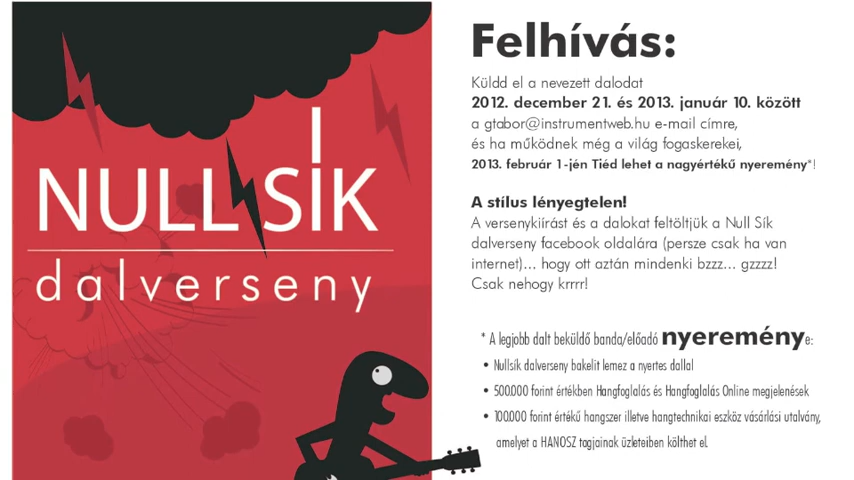 NULL SÍK
dalverseny
Felhívás:
Küldd el a nevezett dalodat
2012. december 21. és 2013. január 10. között
a gtabor@instrumentweb.hu e-mail címre,
és ha működnek még a világ fogaskerekei,
2013. február 1-jén Tiéd lehet a nagyértékű nyeremény*!
A stílus lényegtelen!
A versenykiírást és a dalokat feltöltjük a Null Sík
dalverseny facebook oldalára (persze csak ha van
internet)... hogy ott aztán mindenki bzzz... gzzzz!
Csak nehogy krrrr!
* A legjobb dalt beküldő banda/előadó nyereménye:
• Nullsík dalverseny bakelit lemez a nyertes dallal
• 500.000 forint értékben Hangfoglalás és Hangfoglalás Online megjelenések
• 100.000 forint értékű hangszer illetve hangtechnikai eszköz vásárlási utalvány,
amelyet a HANOSZ tagjainak üzleteiben költhet el.